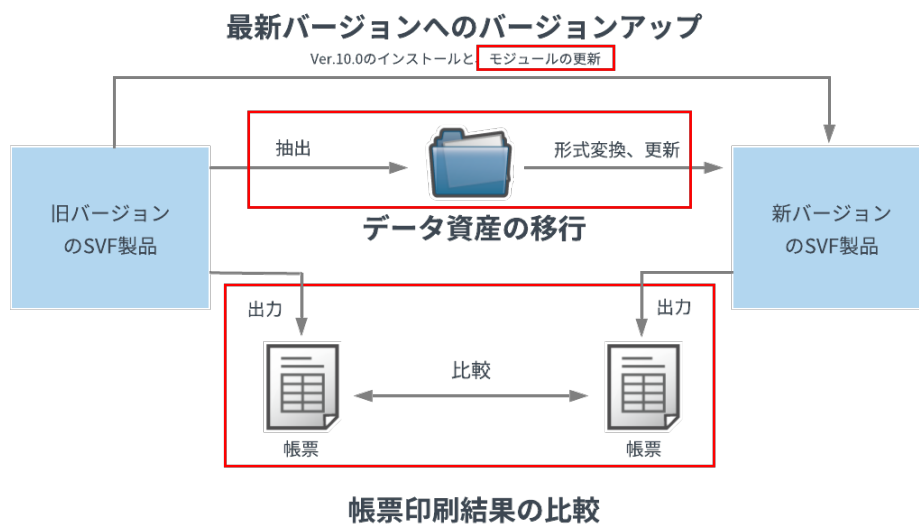 最新バージョンへのバージョンアップ
Ver.10.0のインストールと、モジュールの更新
抽出
形式変換、更新
旧バージョン
のSVF製品
データ資産の移行
新バージョン
のSVF製品
出力
出力
比較
帳票
帳票
帳票印刷結果の比較